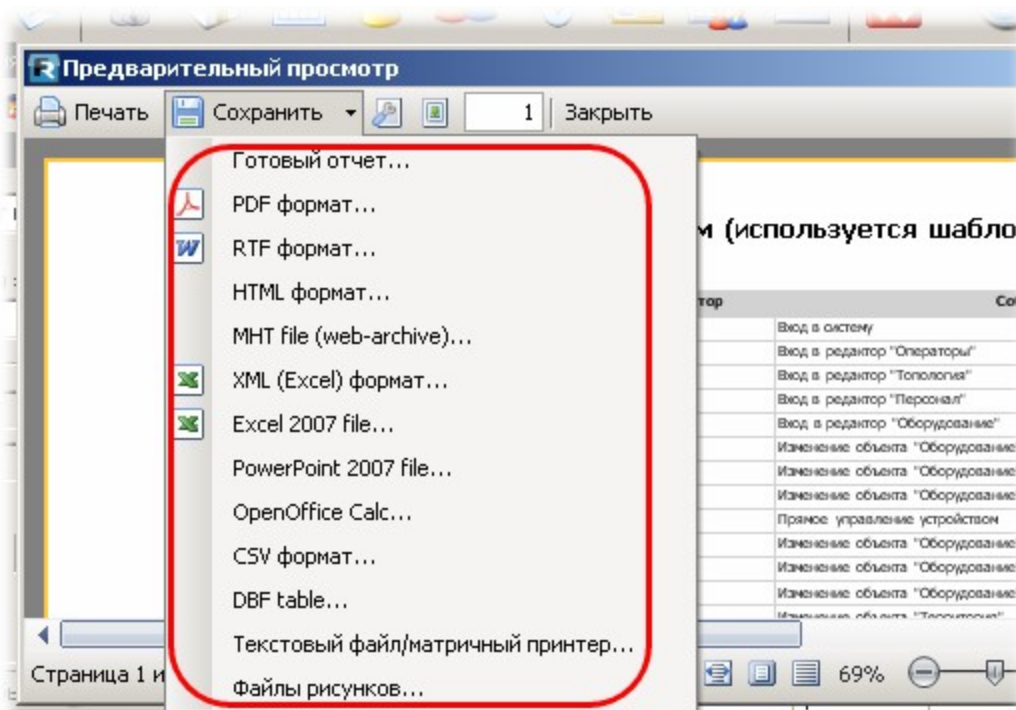 Предварительный просмотр
Печать Сохранить 1 Закрыть
Готовый отчет...
PDF формат...
RTF формат...
HTML формат...
MHT file (web-archive)...
XML (Excel) формат...
Excel 2007 file...
PowerPoint 2007 file...
OpenOffice Calc...
CSV формат...
DBF table...
Текстовый файл/матричный принтер...
Файлы рисунков...
м (используется шабло
тор Со
Вход в систему
Вход в редактор "Операторы"
Вход в редактор "Топология"
Вход в редактор "Персонал"
Вход в редактор "Оборудование"
Изменение объекта "Оборудование
Изменение объекта "Оборудование
Изменение объекта "Оборудование
Прямое управление устройством
Изменение объекта "Оборудование
Изменение объекта "Оборудование
Изменение объекта "Оборудование
Изменение объекта "Территория"
Страница 1 и 69%